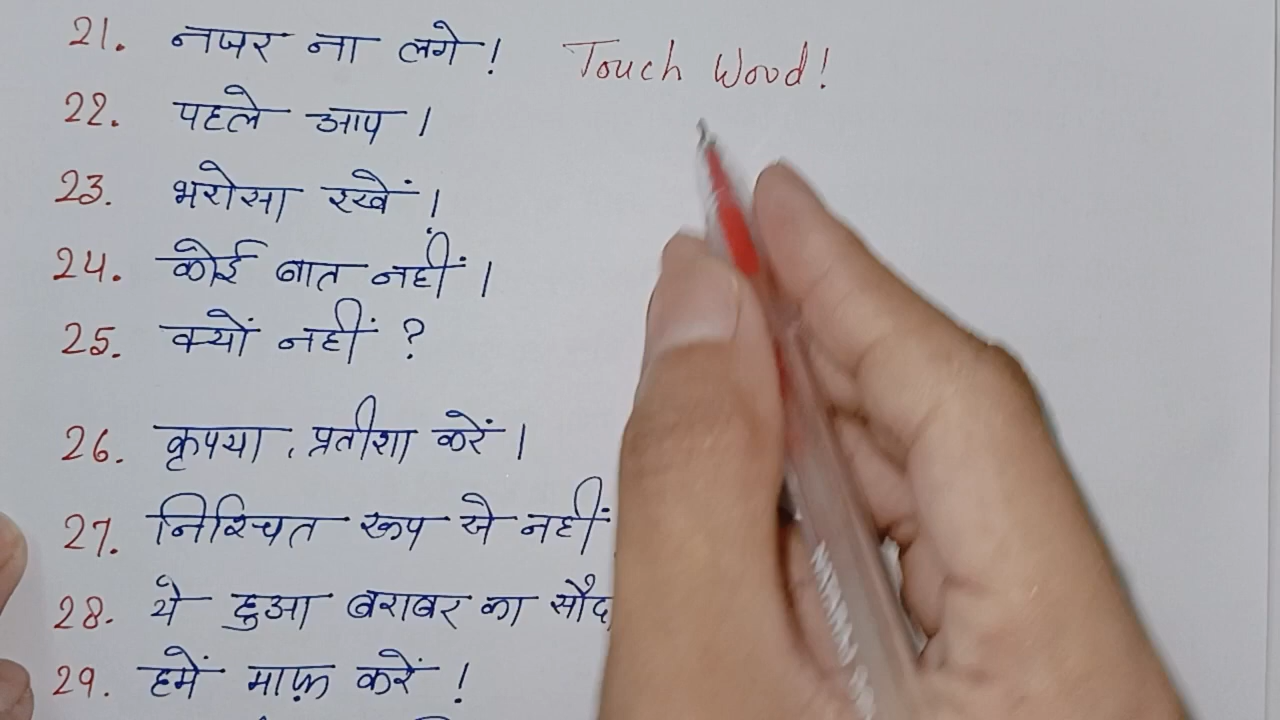 21. नजर ना लगे! Touch Wood!
22. पहले आप।
23. भरोसा रखें।
24. कोई बात नहीं।
25. क्यों नहीं?
26. कृपया, प्रतीक्षा करें।
27. निश्चित रूप से नहीं
28. ये हुआ बराबर का
29. हमें माफ़ करें!